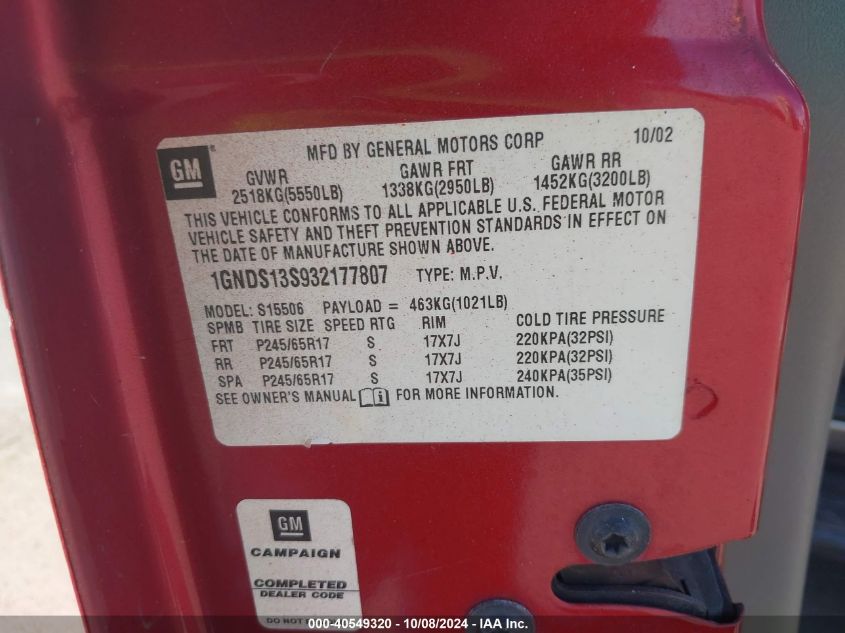 GM
MFD BY GENERAL MOTORS CORP 10/02
GVWR GAWR FRT GAWR RR
2518KG(5550LB) 1338KG(2950LB) 1452KG(3200LB)
THIS VEHICLE CONFORMS TO ALL APPLICABLE U.S. FEDERAL MOTOR
VEHICLE SAFETY AND THEFT PREVENTION STANDARDS IN EFFECT ON
THE DATE OF MANUFACTURE SHOWN ABOVE.
1GNDS13S932177807 TYPE: M.P.V.
MODEL: S15506 PAYLOAD = 463KG(1021LB)
SPMB TIRE SIZE SPEED RTG RIM COLD TIRE PRESSURE
FRT P245/65R17 S 17X7J 220KPA(32PSI)
RR P245/65R17 S 17X7J 220KPA(32PSI)
SPA P245/65R17 S 17X7J 240KPA(35PSI)
SEE OWNER'S MANUAL FOR MORE INFORMATION.
GM
CAMPAIGN
COMPLETED
DEALER CODE
DO NOT
000-40549320 - 10/08/2024 -